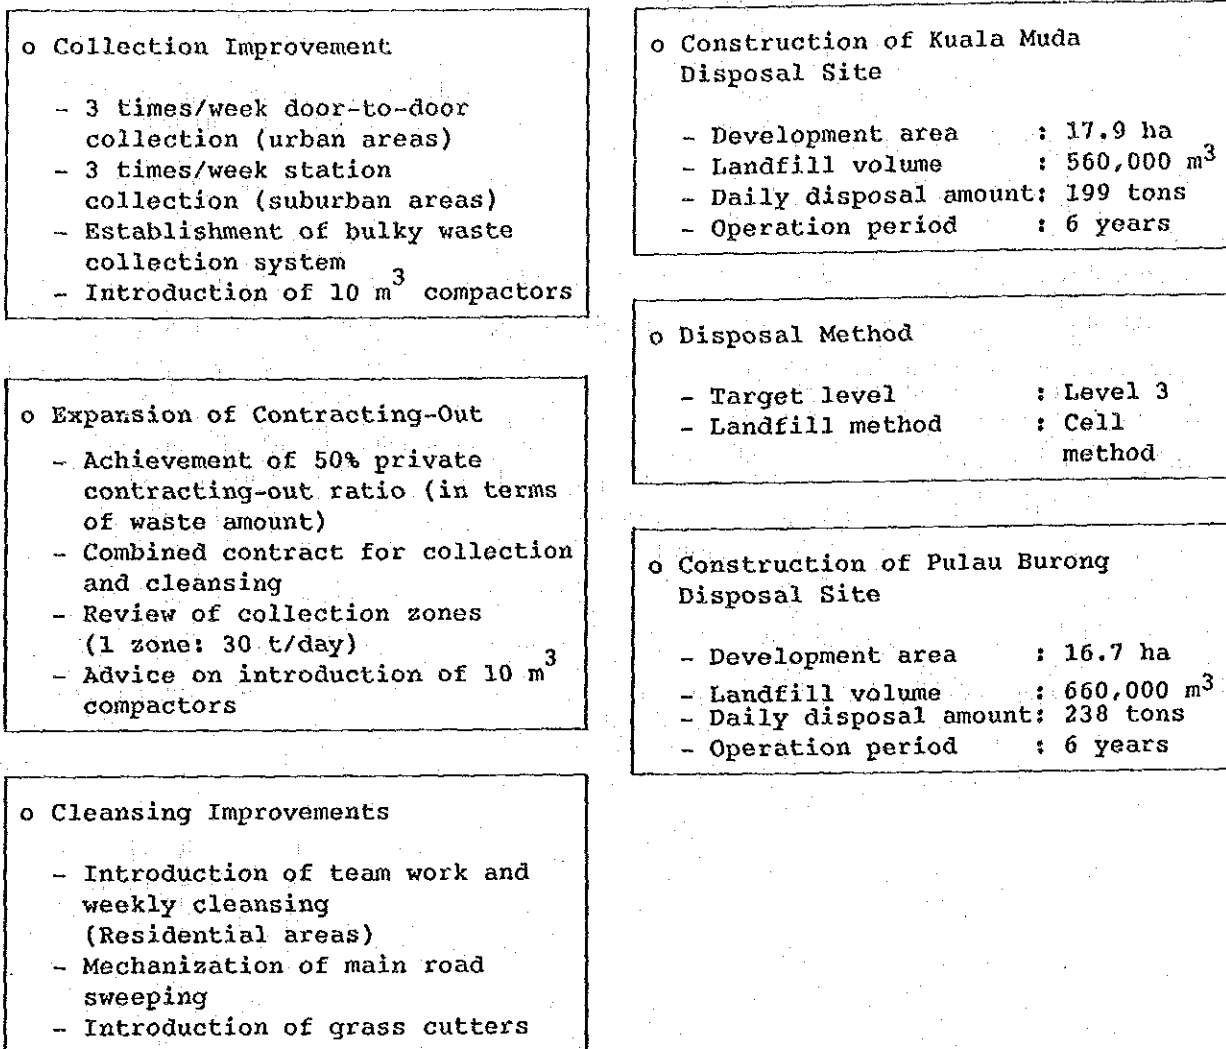 o Collection Improvement
- 3 times/week door-to-door
collection (urban areas)
- 3 times/week station
collection (suburban areas)
- Establishment of bulky waste
collection system
- Introduction of 10 m³ compactors
o Expansion of Contracting-Out
- Achievement of 50% private
contracting-out ratio (in terms
of waste amount)
- Combined contract for collection
and cleansing
- Review of collection zones
(1 zone: 30 t/day)
- Advice on introduction of 10 m³
compactors
o Cleansing Improvements
- Introduction of team work and
weekly cleansing
(Residential areas)
- Mechanization of main road
sweeping
- Introduction of grass cutters
o Construction of Kuala Muda
Disposal Site
- Development area : 17.9 ha
- Landfill volume : 560,000 m³
- Daily disposal amount: 199 tons
- Operation period : 6 years
o Disposal Method
- Target level : Level 3
- Landfill method : Cell
method
o Construction of Pulau Burong
Disposal Site
- Development area : 16.7 ha
- Landfill volume : 660,000 m³
- Daily disposal amount: 238 tons
- Operation period : 6 years